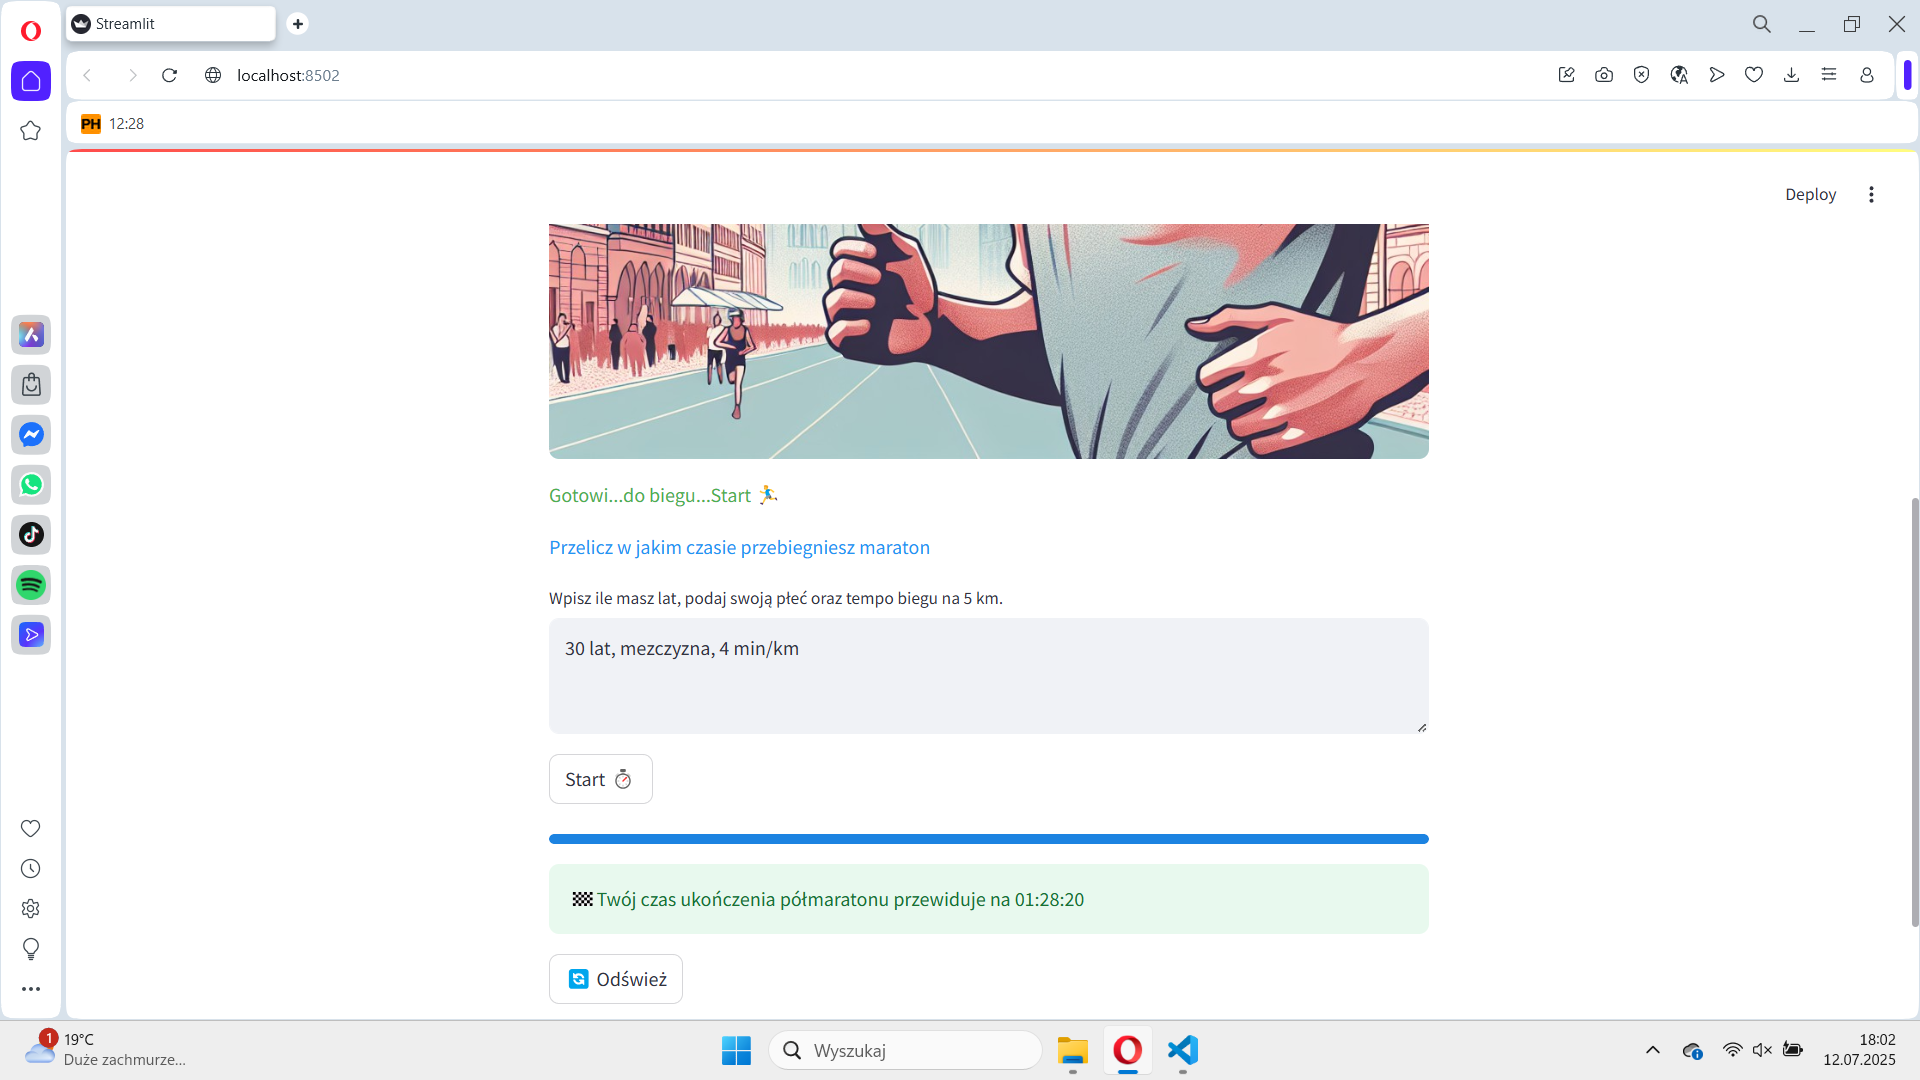 Streamlit
localhost:8502
PH 12:28
Deploy
Gotowi...do biegu...Start
Przelicz w jakim czasie przebiegniesz maraton
Wpisz ile masz lat, podaj swoją płeć oraz tempo biegu na 5 km.
30 lat, mezczyzna, 4 min/km
Start
Twój czas ukończenia półmaratonu przewiduje na 01:28:20
Odśwież
1
19°C
Duże zachmurze...
Wyszukaj
18:02
12.07.2025